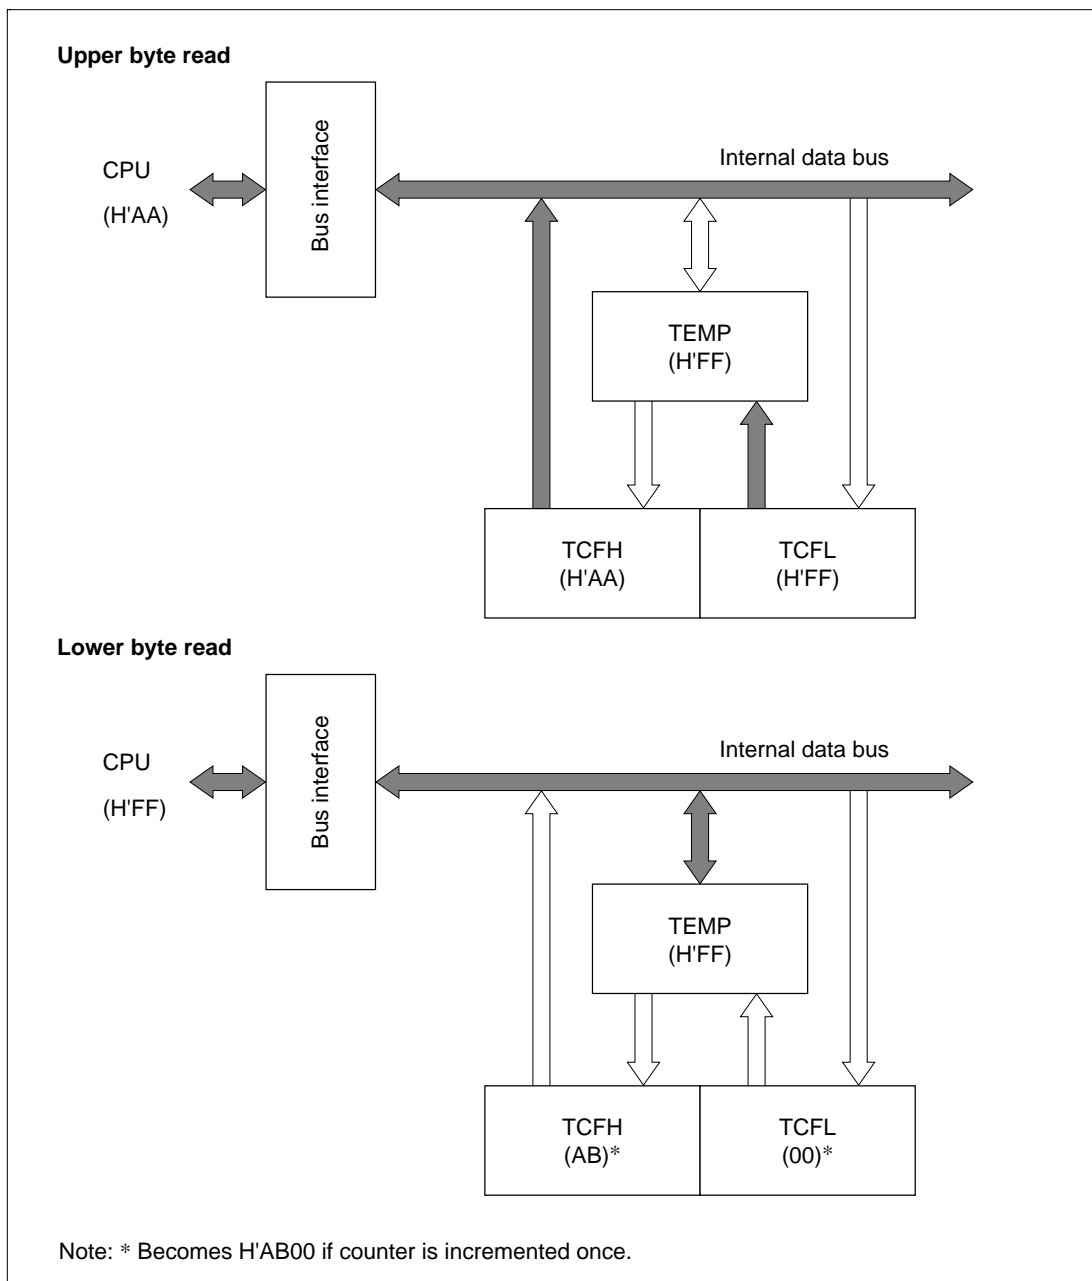 Upper byte read
CPU
(H'AA)
Bus interface
Internal data bus
TEMP
(H'FF)
TCFH
(H'AA)
TCFL
(H'FF)
Lower byte read
CPU
(H'FF)
Bus interface
Internal data bus
TEMP
(H'FF)
TCFH
(AB)*
TCFL
(00)*
Note: * Becomes H'AB00 if counter is incremented once.